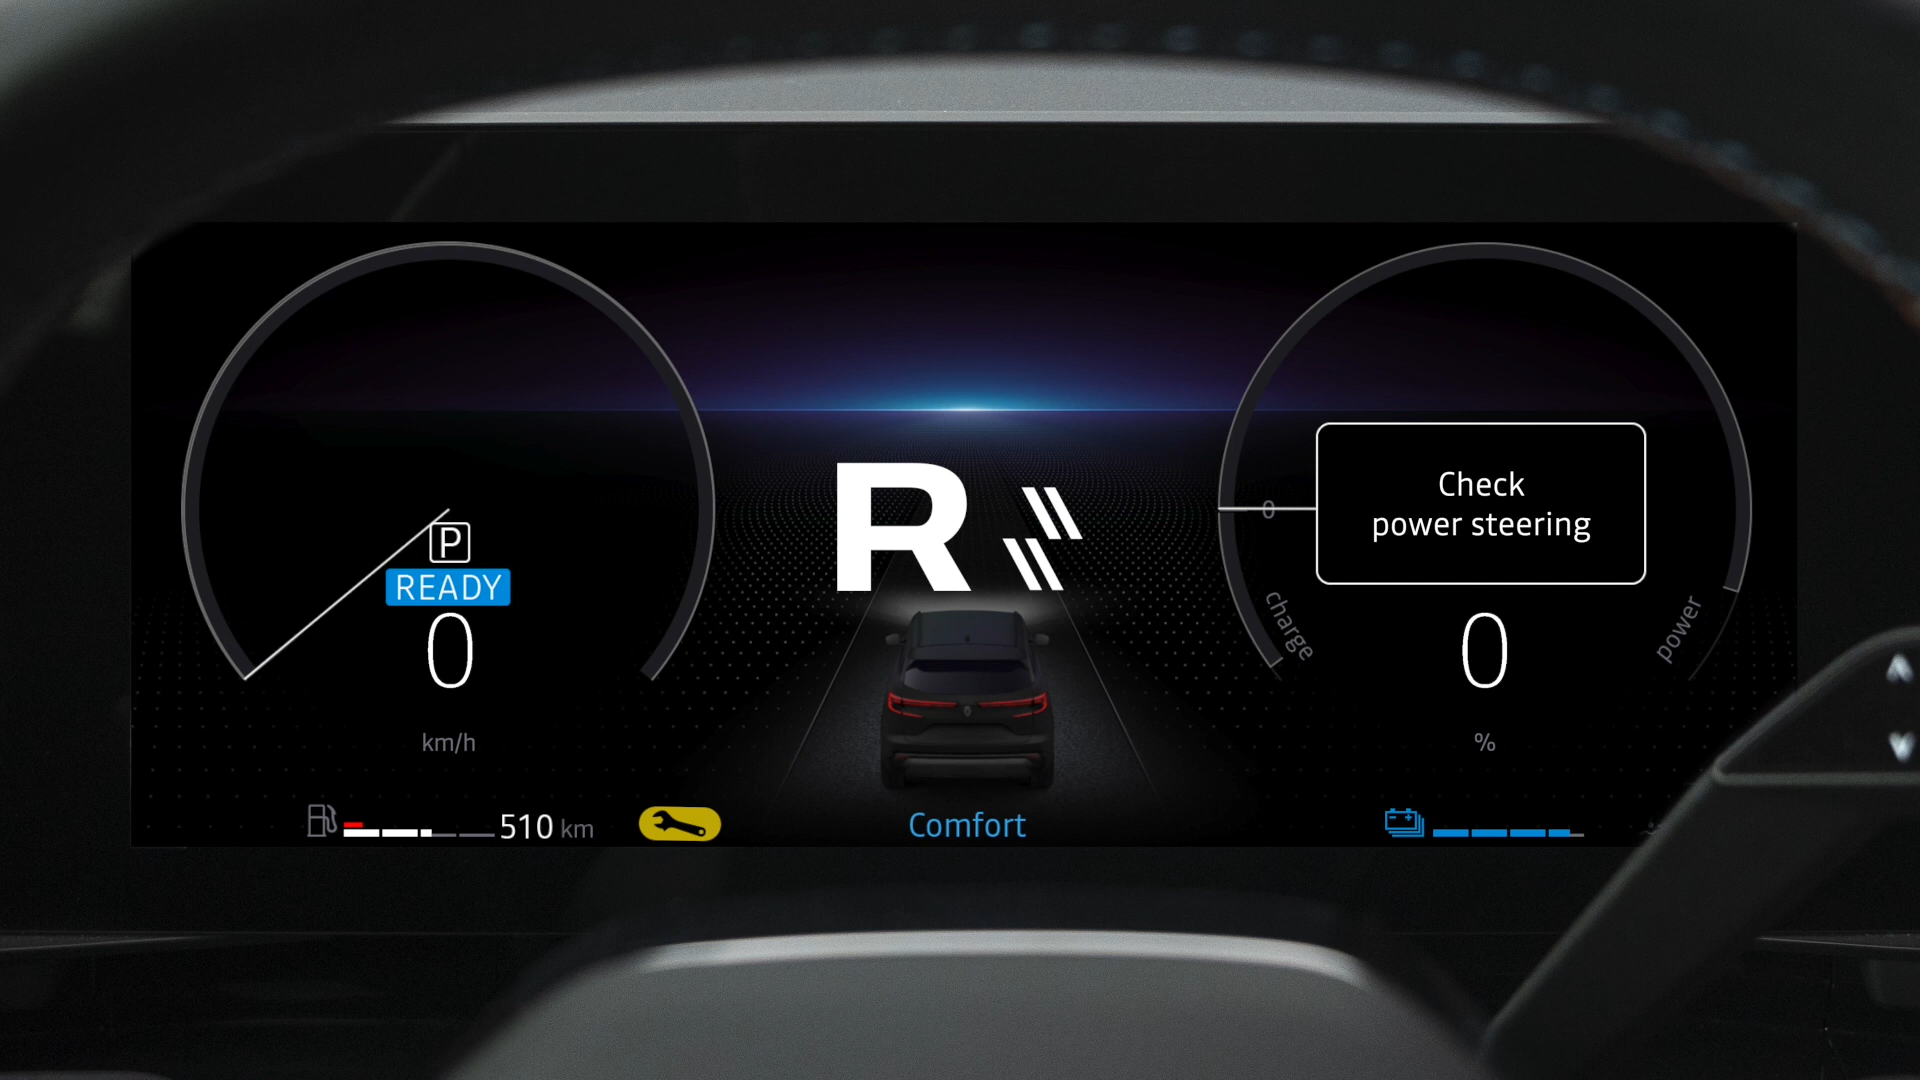 R
0
Check
power steering
P
READY
0
km/h
charge
0
power
%
510 km
Comfort